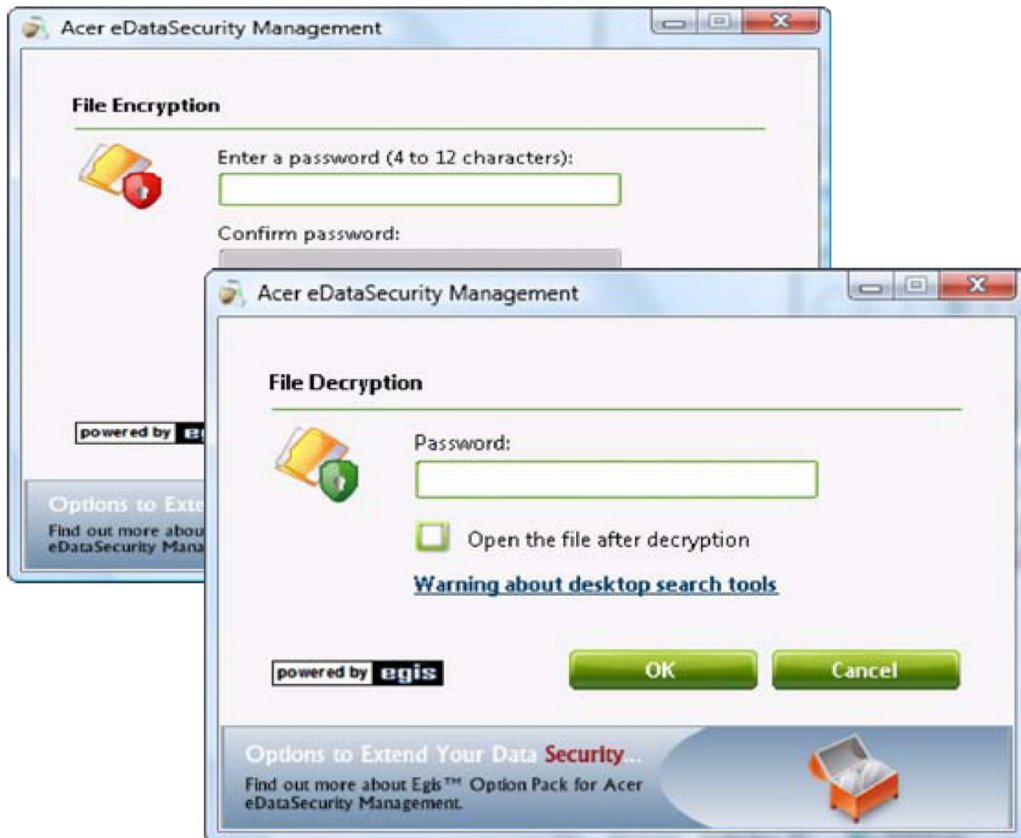 Acer eDataSecurity Management
File Encryption
Enter a password (4 to 12 characters):
Confirm password:
powered by
Options to
Find out more
eDataSecurity
Acer eDataSecurity Management
File Decryption
Password:
Open the file after decryption
Warning about desktop search tools
powered by egis
OK
Cancel
Options to Extend Your Data Security...
Find out more about Egis™ Option Pack for Acer
eDataSecurity Management.